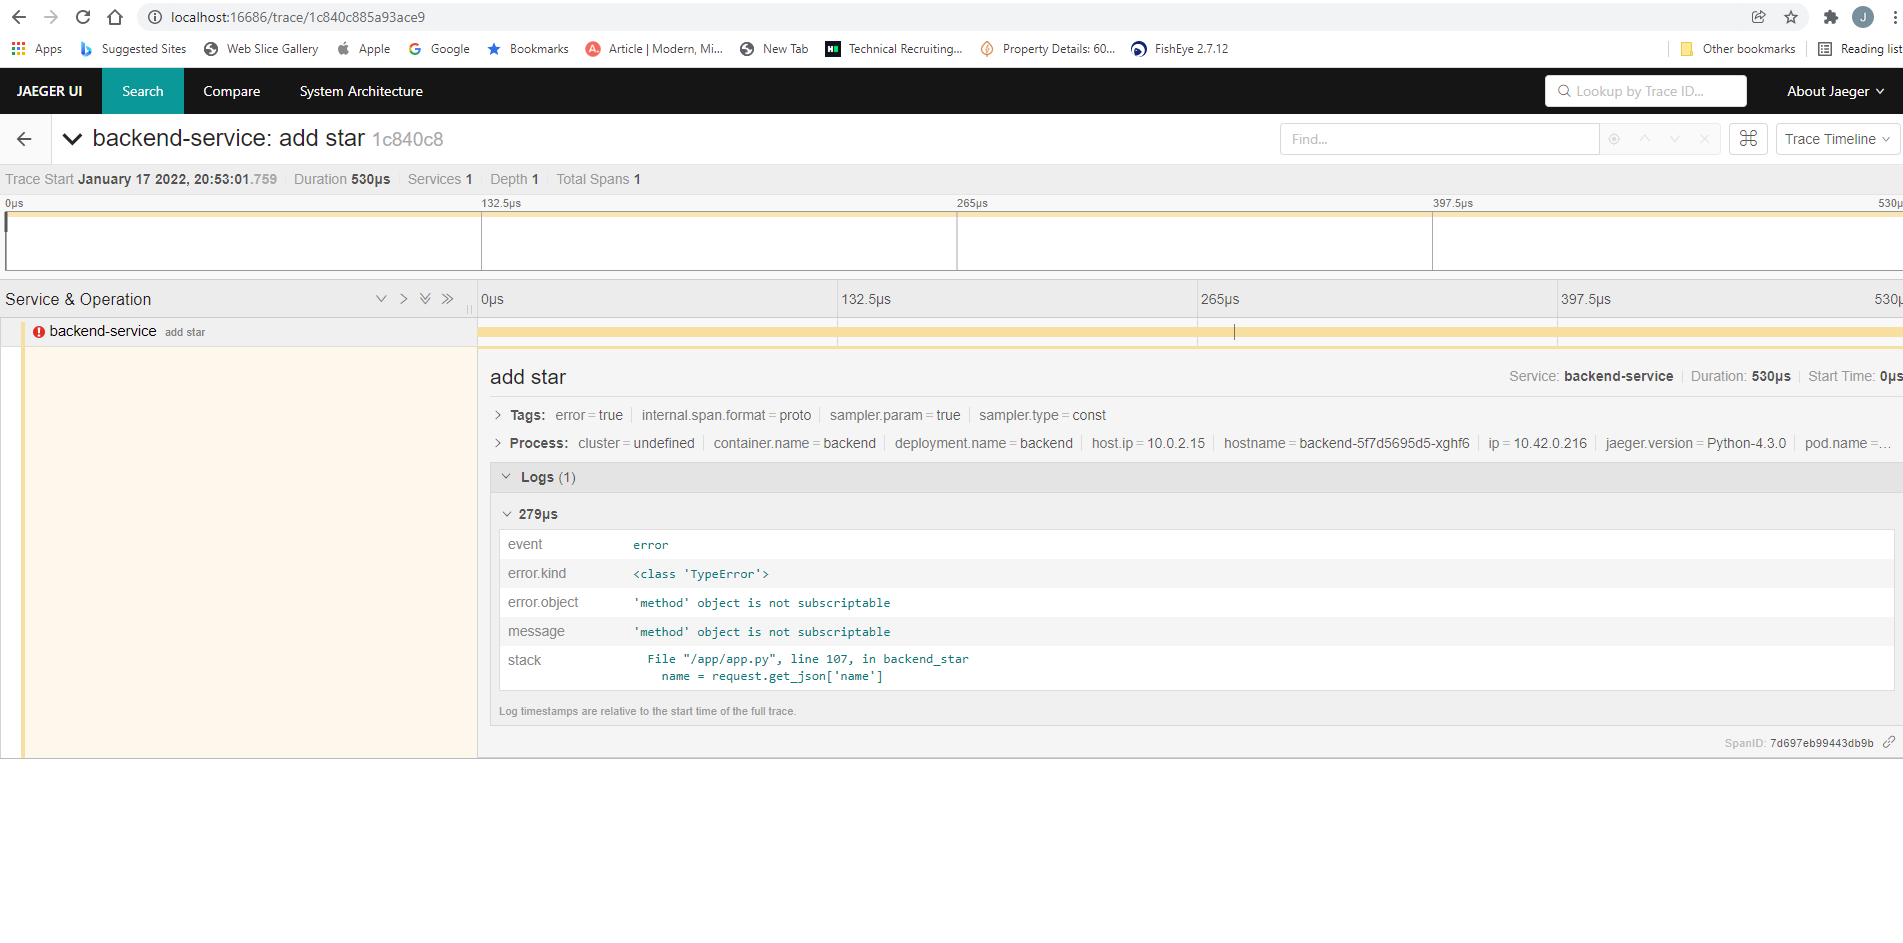 localhost:16686/trace/1c840c885a93ace9
J
Apps Suggested Sites Web Slice Gallery Apple Google Bookmarks Article | Modern, Mi... New Tab Technical Recruiting... Property Details: 60... FishEye 2.7.12 Other bookmarks Reading list
JAEGER UI Search Compare System Architecture Lookup by Trace ID... About Jaeger
backend-service: add star 1c840c8 Find... Trace Timeline
Trace Start January 17 2022, 20:53:01.759 Duration 530μs Services 1 Depth 1 Total Spans 1
0μs 132.5μs 265μs 397.5μs 530μ
Service & Operation 0μs 132.5μs 265μs 397.5μs 530μ
backend-service add star
add star Service: backend-service Duration: 530μs Start Time: 0μs
Tags: error = true internal.span.format = proto sampler.param = true sampler.type = const
Process: cluster = undefined container.name = backend deployment.name = backend host.ip = 10.0.2.15 hostname = backend-5f7d5695d5-xghf6 ip = 10.42.0.216 jaeger.version = Python-4.3.0 pod.name =...
Logs (1)
279μs
event error
error.kind <class 'TypeError'>
error.object 'method' object is not subscriptable
message 'method' object is not subscriptable
stack File "/app/app.py", line 107, in backend_star
name = request.get_json['name']
Log timestamps are relative to the start time of the full trace.
SpanID: 7d697eb99443db9b